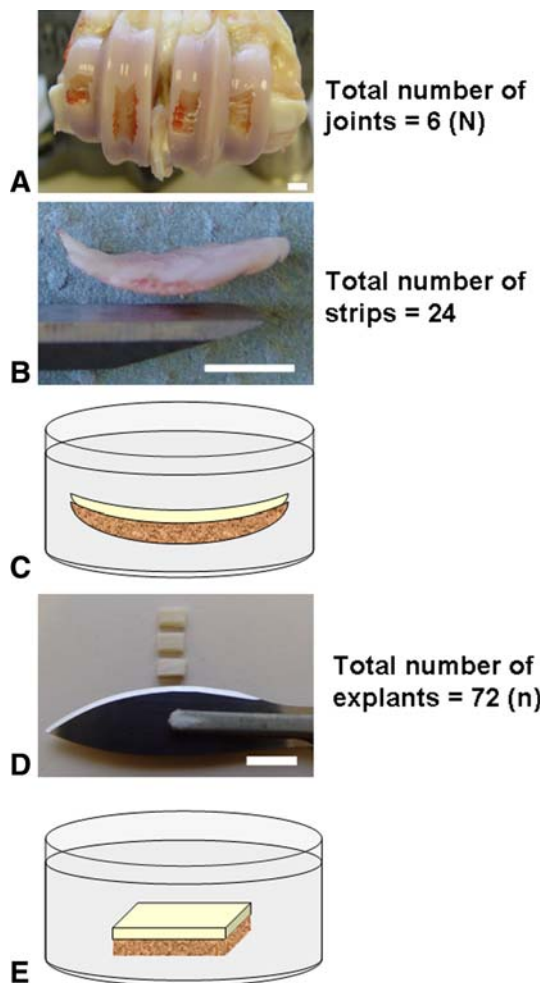 Total number of
joints = 6 (N)
A
Total number of
strips = 24
B
C
Total number of
explants = 72 (n)
D
E